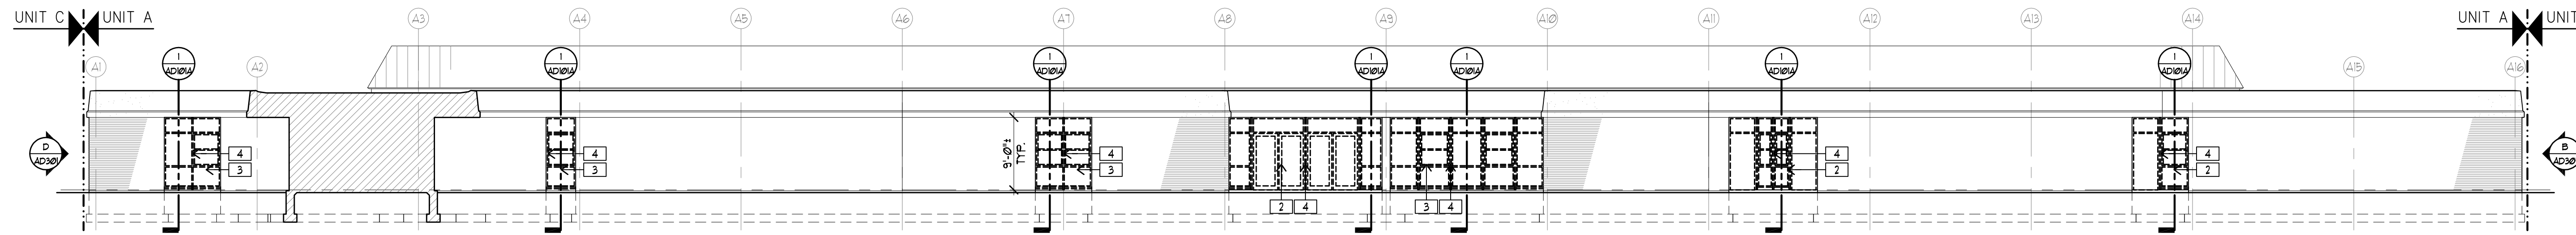 UNIT C UNIT A
UNIT A UNIT
A1 A2 A3 A4 A5 A6 A7 A8 A9 A10 A11 A12 A13 A14 A15 A16
1 1 1 1 1 1 1
AD101A AD101A AD101A AD101A AD101A AD101A AD101A
D
AD301
B
AD30
9'-0"±
TYP.
4 4 4 4 4
3 3 3 2 2
2 4 3 4